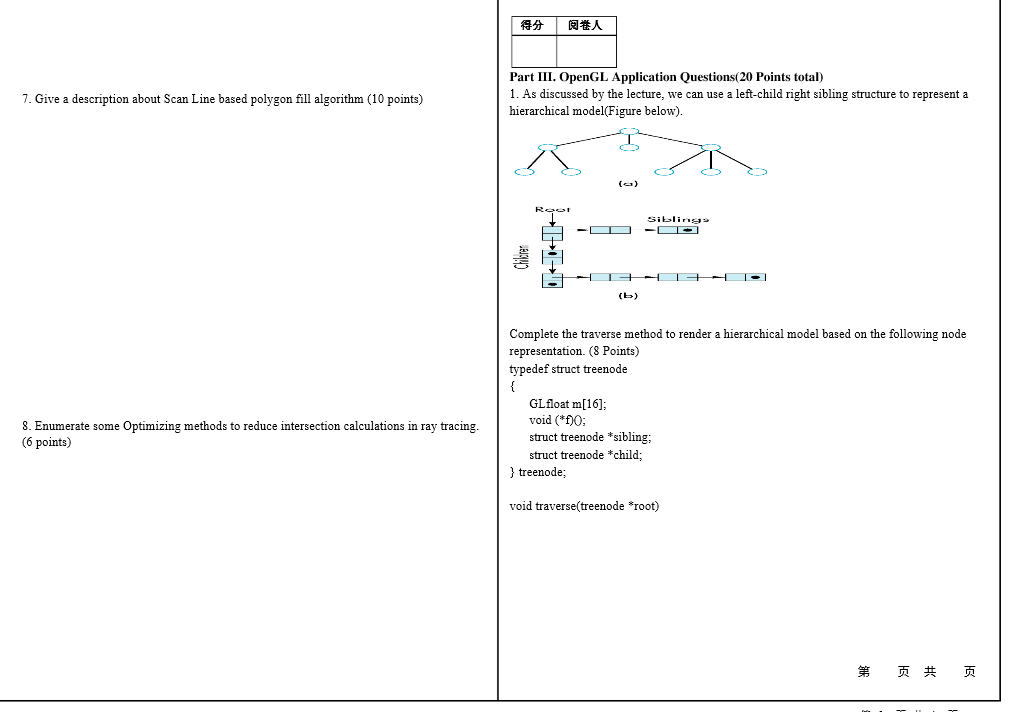 7. Give a description about Scan Line based polygon fill algorithm (10 points)
8. Enumerate some Optimizing methods to reduce intersection calculations in ray tracing.
(6 points)
得分 阅卷人
Part III. OpenGL Application Questions(20 Points total)
1. As discussed by the lecture, we can use a left-child right sibling structure to represent a
hierarchical model(Figure below).
(a)
Root
Siblings
Children
(b)
Complete the traverse method to render a hierarchical model based on the following node
representation. (8 Points)
typedef struct treenode
{
GLfloat m[16];
void (*f)();
struct treenode *sibling;
struct treenode *child;
} treenode;
void traverse(treenode *root)
第 页 共 页